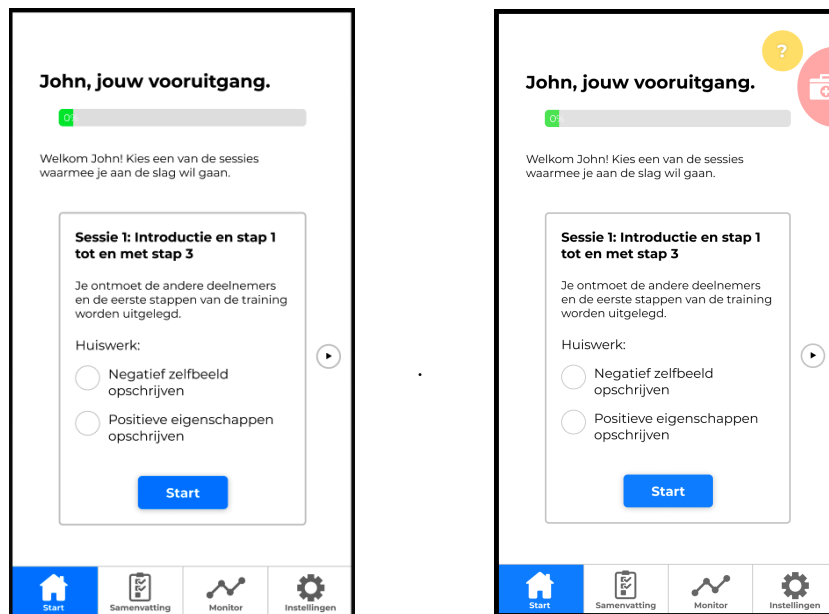 John, jouw vooruitgang.
0%
Welkom John! Kies een van de sessies
waarmee je aan de slag wil gaan.
Sessie 1: Introductie en stap 1
tot en met stap 3
Je ontmoet de andere deelnemers
en de eerste stappen van de training
worden uitgelegd.
Huiswerk:
Negatief zelfbeeld
opschrijven
Positieve eigenschappen
opschrijven
Start
Start
Samenvatting
Monitor
Instellingen
.
?
John, jouw vooruitgang.
0%
Welkom John! Kies een van de sessies
waarmee je aan de slag wil gaan.
Sessie 1: Introductie en stap 1
tot en met stap 3
Je ontmoet de andere deelnemers
en de eerste stappen van de training
worden uitgelegd.
Huiswerk:
Negatief zelfbeeld
opschrijven
Positieve eigenschappen
opschrijven
Start
Start
Samenvatting
Monitor
Instellingen